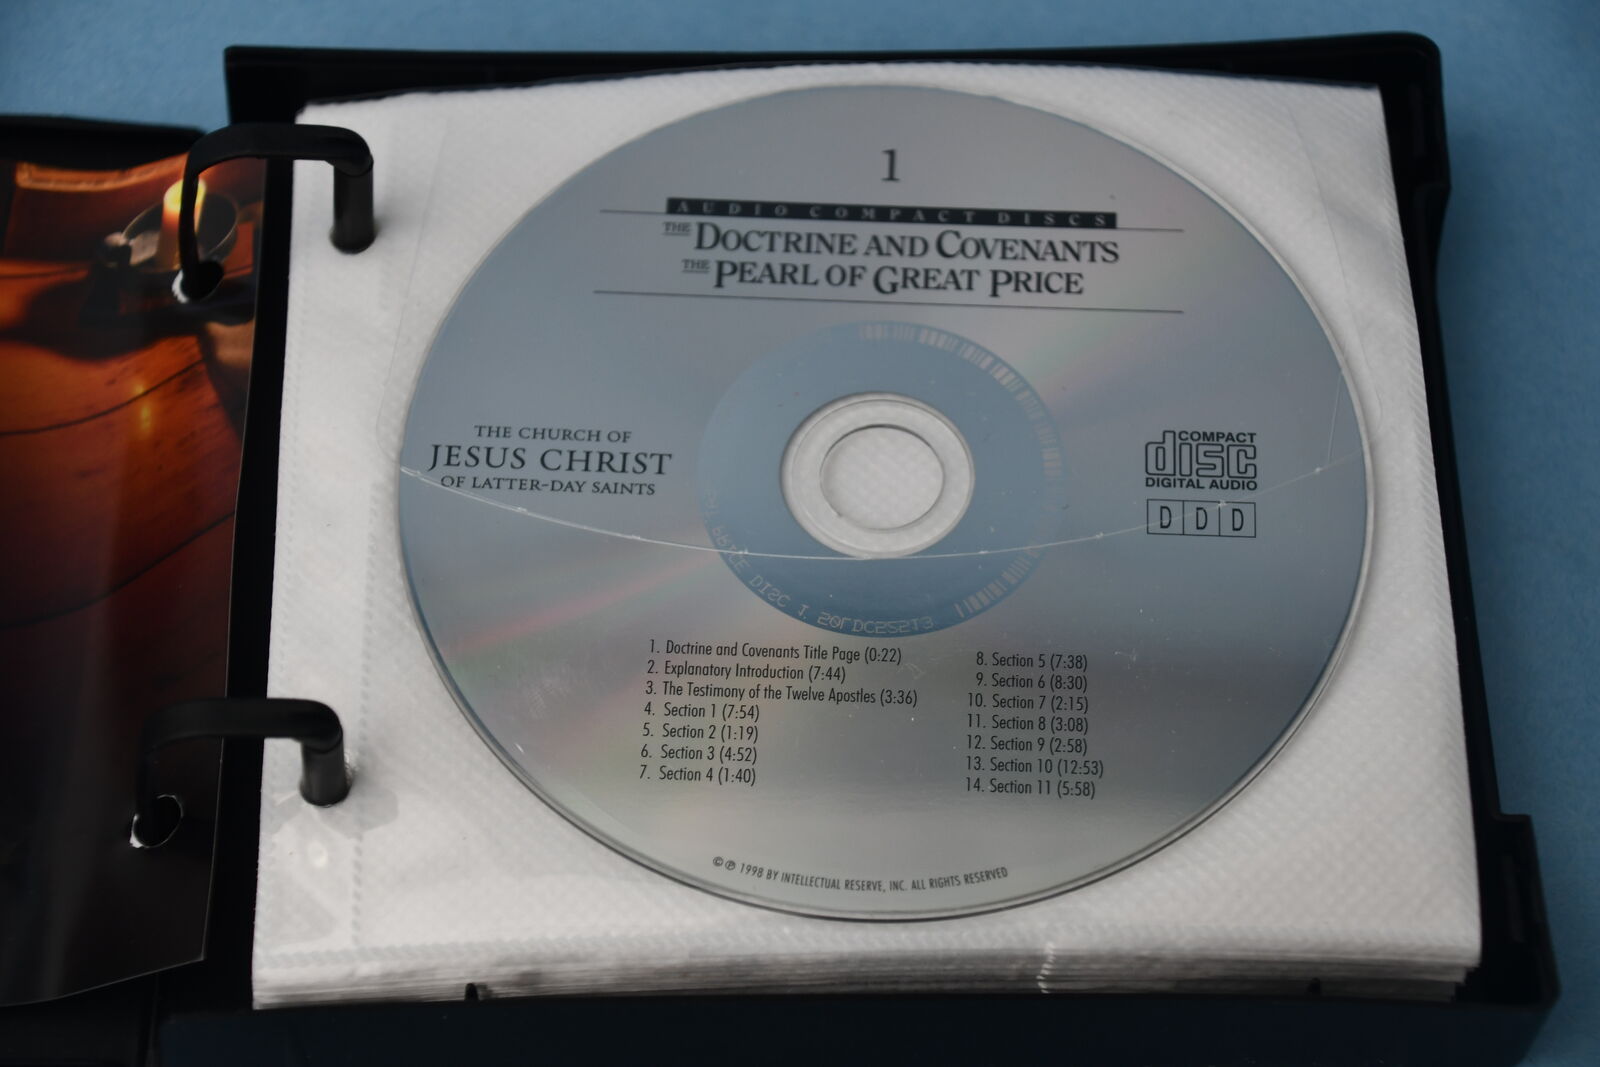 1
AUDIO COMPACT DISCS
THE DOCTRINE AND COVENANTS
THE PEARL OF GREAT PRICE
THE CHURCH OF
JESUS CHRIST
OF LATTER-DAY SAINTS
COMPACT
disc
DIGITAL AUDIO
D D D
1. Doctrine and Covenants Title Page (0:22)
2. Explanatory Introduction (7:44)
3. The Testimony of the Twelve Apostles (3:36)
4. Section 1 (7:54)
5. Section 2 (1:19)
6. Section 3 (4:52)
7. Section 4 (1:40)
8. Section 5 (7:38)
9. Section 6 (8:30)
10. Section 7 (2:15)
11. Section 8 (3:08)
12. Section 9 (2:58)
13. Section 10 (12:53)
14. Section 11 (5:58)
©℗ 1998 BY INTELLECTUAL RESERVE, INC. ALL RIGHTS RESERVED